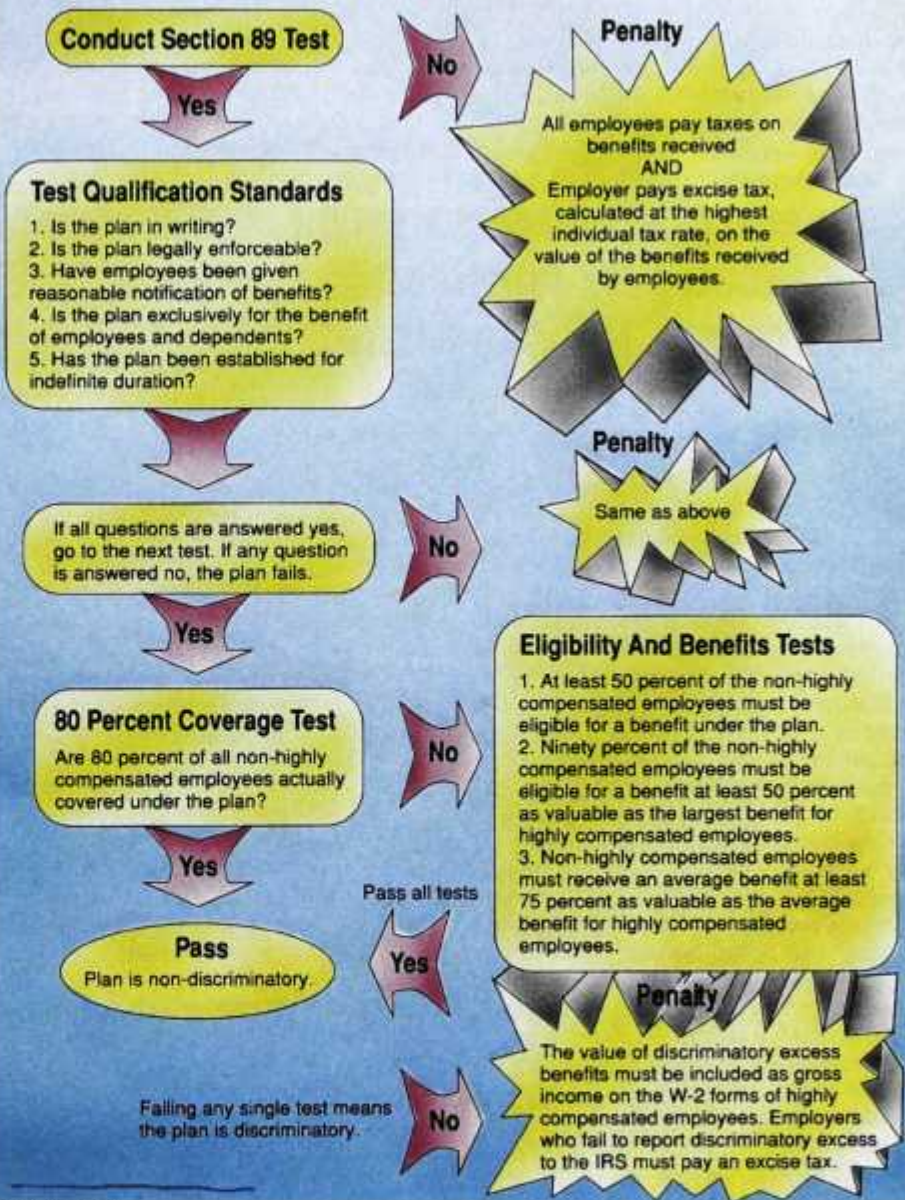 Conduct Section 89 Test
No
Yes
Penalty
All employees pay taxes on
benefits received
AND
Employer pays excise tax,
calculated at the highest
individual tax rate, on the
value of the benefits received
by employees.
Test Qualification Standards
1. Is the plan in writing?
2. Is the plan legally enforceable?
3. Have employees been given
reasonable notification of benefits?
4. Is the plan exclusively for the benefit
of employees and dependents?
5. Has the plan been established for
indefinite duration?
If all questions are answered yes,
go to the next test. If any question
is answered no, the plan fails.
No
Penalty
Same as above
Yes
80 Percent Coverage Test
Are 80 percent of all non-highly
compensated employees actually
covered under the plan?
No
Eligibility And Benefits Tests
1. At least 50 percent of the non-highly
compensated employees must be
eligible for a benefit under the plan.
2. Ninety percent of the non-highly
compensated employees must be
eligible for a benefit at least 50 percent
as valuable as the largest benefit for
highly compensated employees.
3. Non-highly compensated employees
must receive an average benefit at least
75 percent as valuable as the average
benefit for highly compensated
employees.
Yes
Pass all tests
Yes
Pass
Plan is non-discriminatory.
Failing any single test means
the plan is discriminatory.
No
Penalty
The value of discriminatory excess
benefits must be included as gross
income on the W-2 forms of highly
compensated employees. Employers
who fail to report discriminatory excess
to the IRS must pay an excise tax.